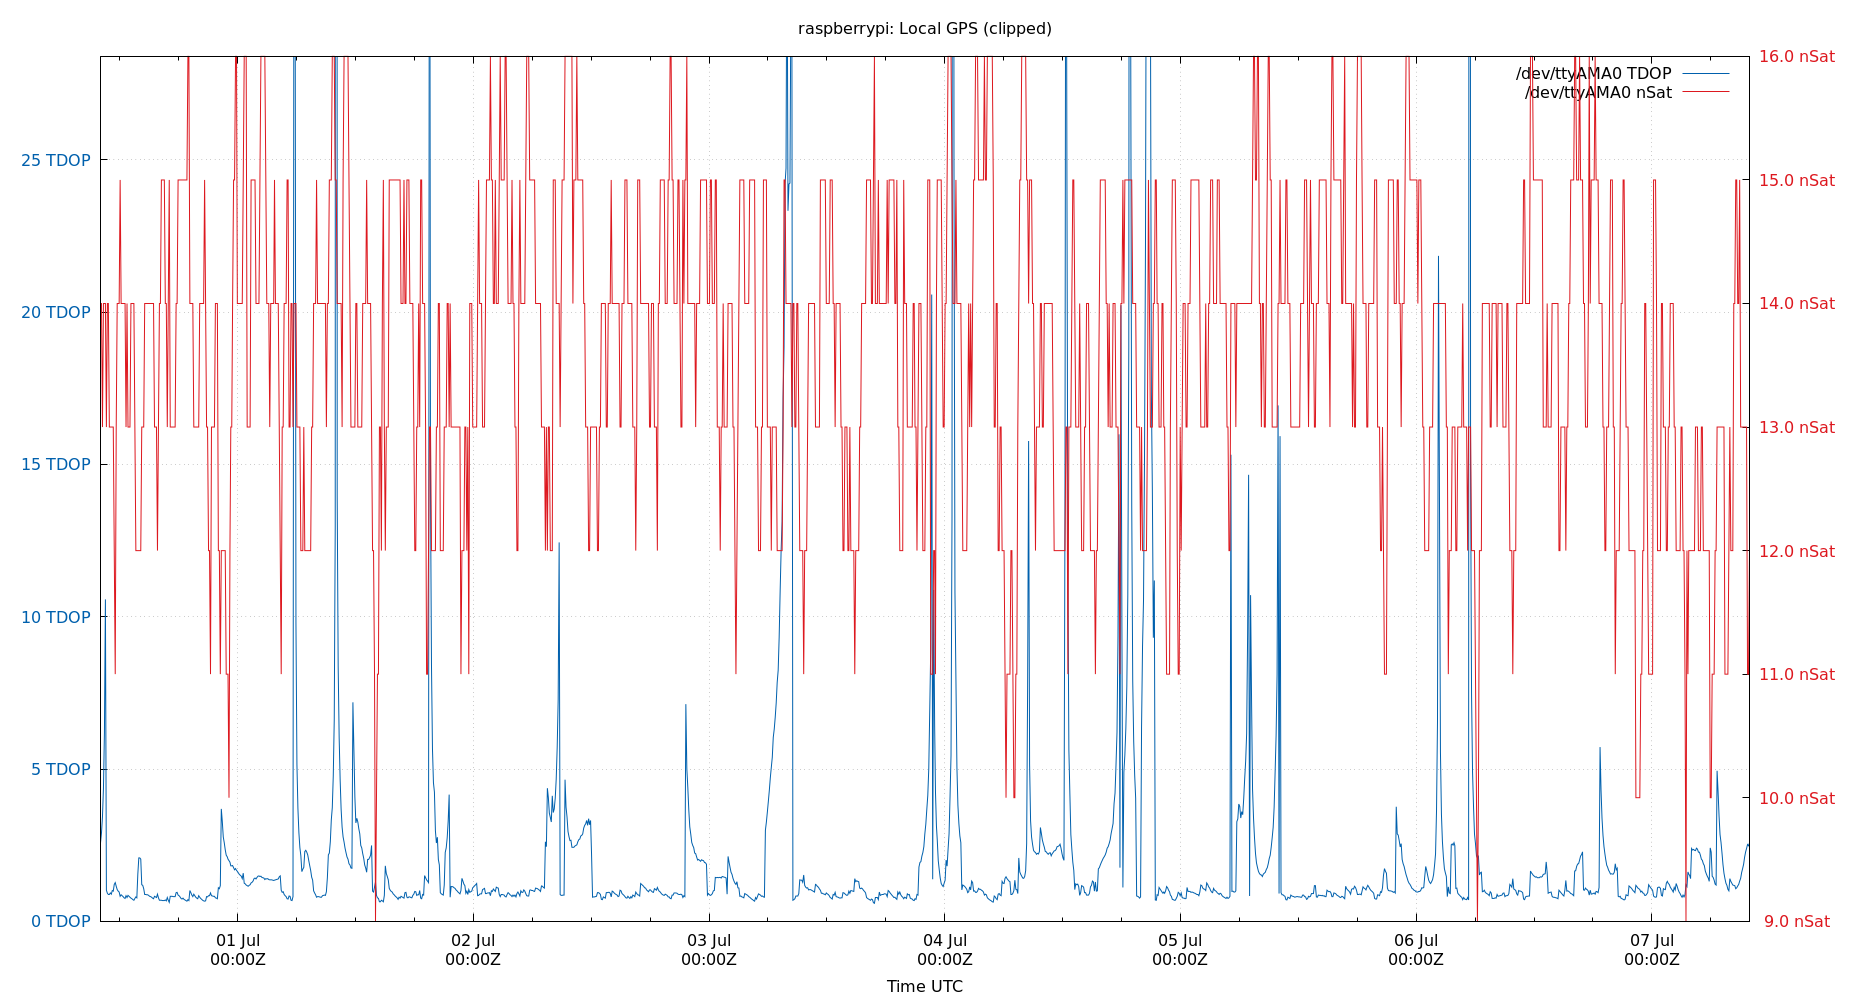 raspberrypi: Local GPS (clipped)
/dev/ttyAMA0 TDOP
/dev/ttyAMA0 nSat
25 TDOP
20 TDOP
15 TDOP
10 TDOP
5 TDOP
0 TDOP
16.0 nSat
15.0 nSat
14.0 nSat
13.0 nSat
12.0 nSat
11.0 nSat
10.0 nSat
9.0 nSat
01 Jul 02 Jul 03 Jul 04 Jul 05 Jul 06 Jul 07 Jul
00:00Z 00:00Z 00:00Z 00:00Z 00:00Z 00:00Z 00:00Z
Time UTC